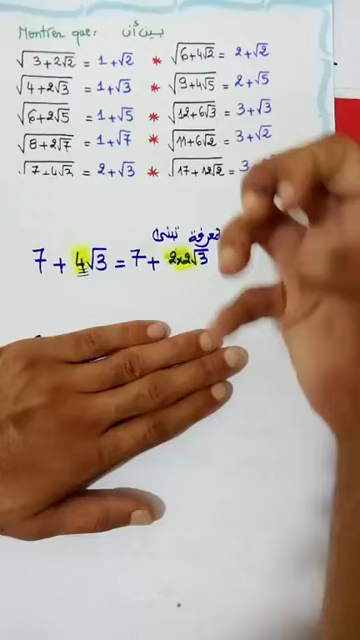 Montrer que: بين أن
√3+2√2 = 1+√2 * √6+4√2 = 2+√2
√4+2√3 = 1+√3 * √9+4√5 = 2+√5
√6+2√5 = 1+√5 * √12+6√3 = 3+√3
√8+2√7 = 1+√7 * √11+6√2 = 3+√2
√7+4√3 = 2+√3 * √17+12√2 = 3
تبنى
7 + 4√3 = 7 + 2×2√3